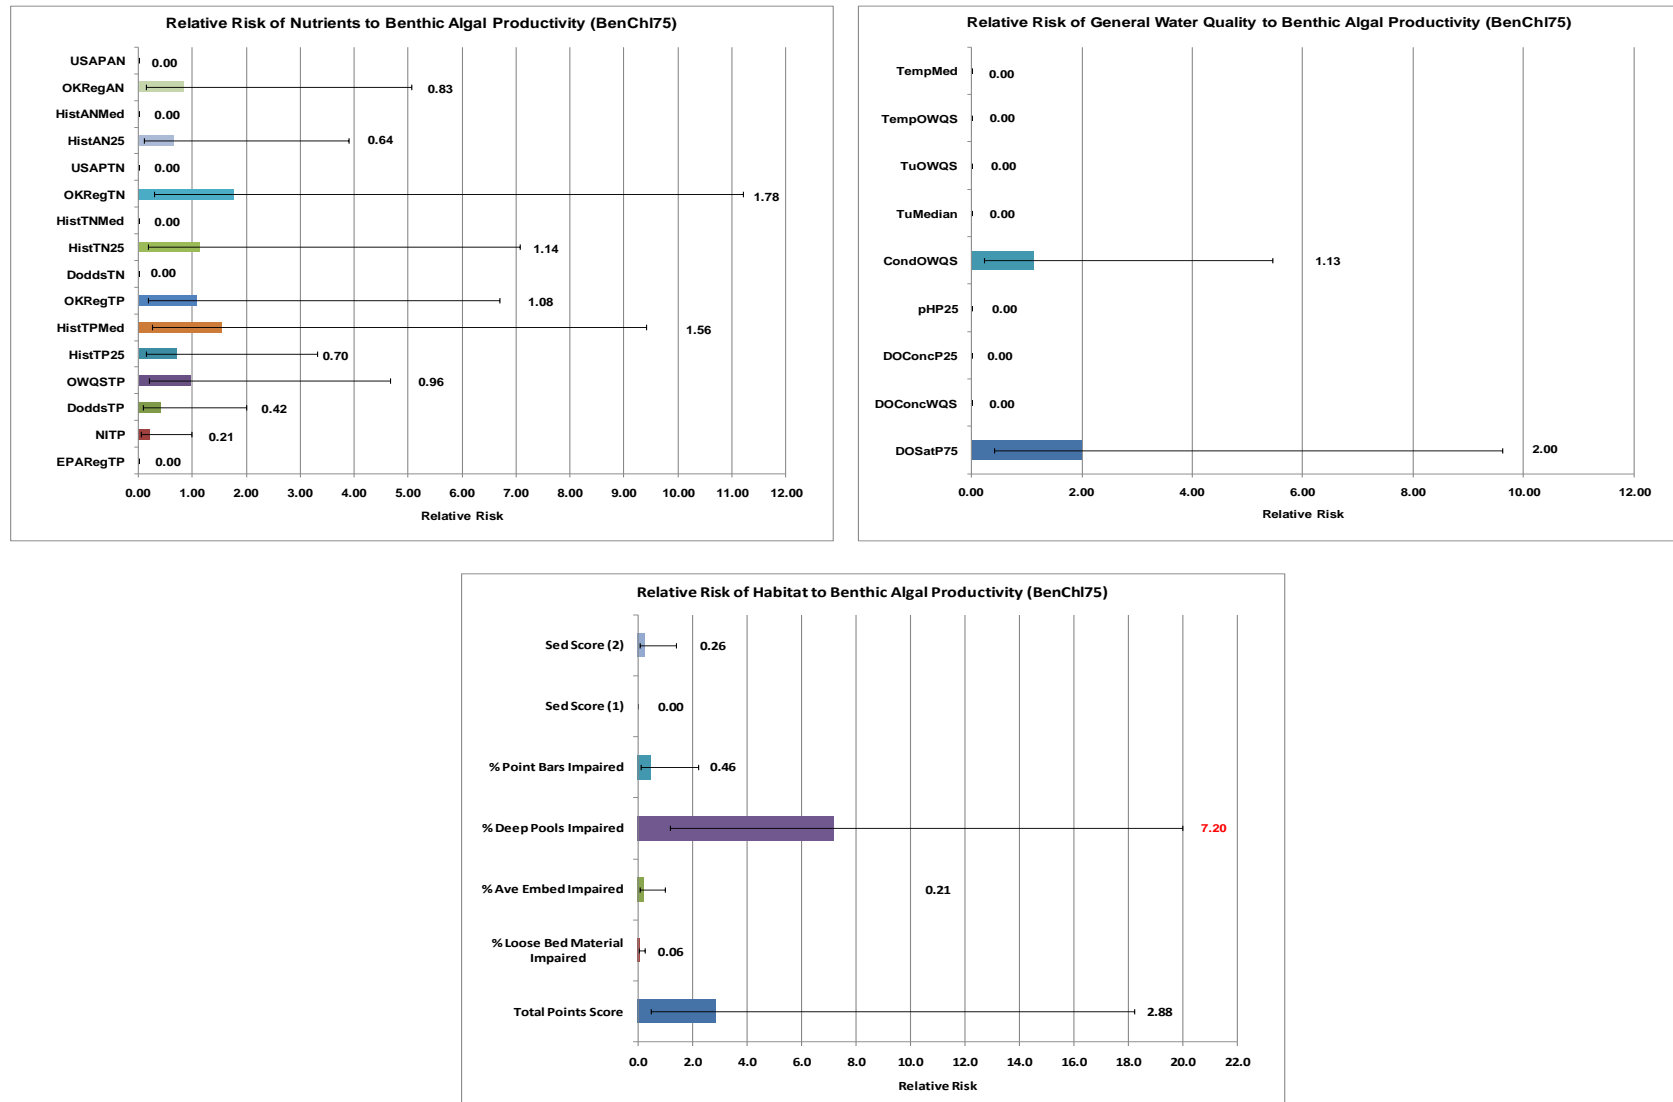 Relative Risk of Nutrients to Benthic Algal Productivity (BenChl75)
USAPAN 0.00
OKRegAN 0.83
HistANMed 0.00
HistAN25 0.64
USAPTN 0.00
OKRegTN 1.78
HistTNMed 0.00
HistTN25 1.14
DoddsTN 0.00
OKRegTP 1.08
HistTPMed 1.56
HistTP25 0.70
OWQSTP 0.96
DoddsTP 0.42
NITP 0.21
EPARegTP 0.00
0.00 1.00 2.00 3.00 4.00 5.00 6.00 7.00 8.00 9.00 10.00 11.00 12.00
Relative Risk
Relative Risk of General Water Quality to Benthic Algal Productivity (BenChl75)
TempMed 0.00
TempOWQS 0.00
TuOWQS 0.00
TuMedian 0.00
CondOWQS 1.13
pHP25 0.00
DOConcP25 0.00
DOConcWQS 0.00
DOSatP75 2.00
0.00 2.00 4.00 6.00 8.00 10.00 12.00
Relative Risk
Relative Risk of Habitat to Benthic Algal Productivity (BenChl75)
Sed Score (2) 0.26
Sed Score (1) 0.00
% Point Bars Impaired 0.46
% Deep Pools Impaired 7.20
% Ave Embed Impaired 0.21
% Loose Bed Material
Impaired 0.06
Total Points Score 2.88
0.0 2.0 4.0 6.0 8.0 10.0 12.0 14.0 16.0 18.0 20.0 22.0
Relative Risk